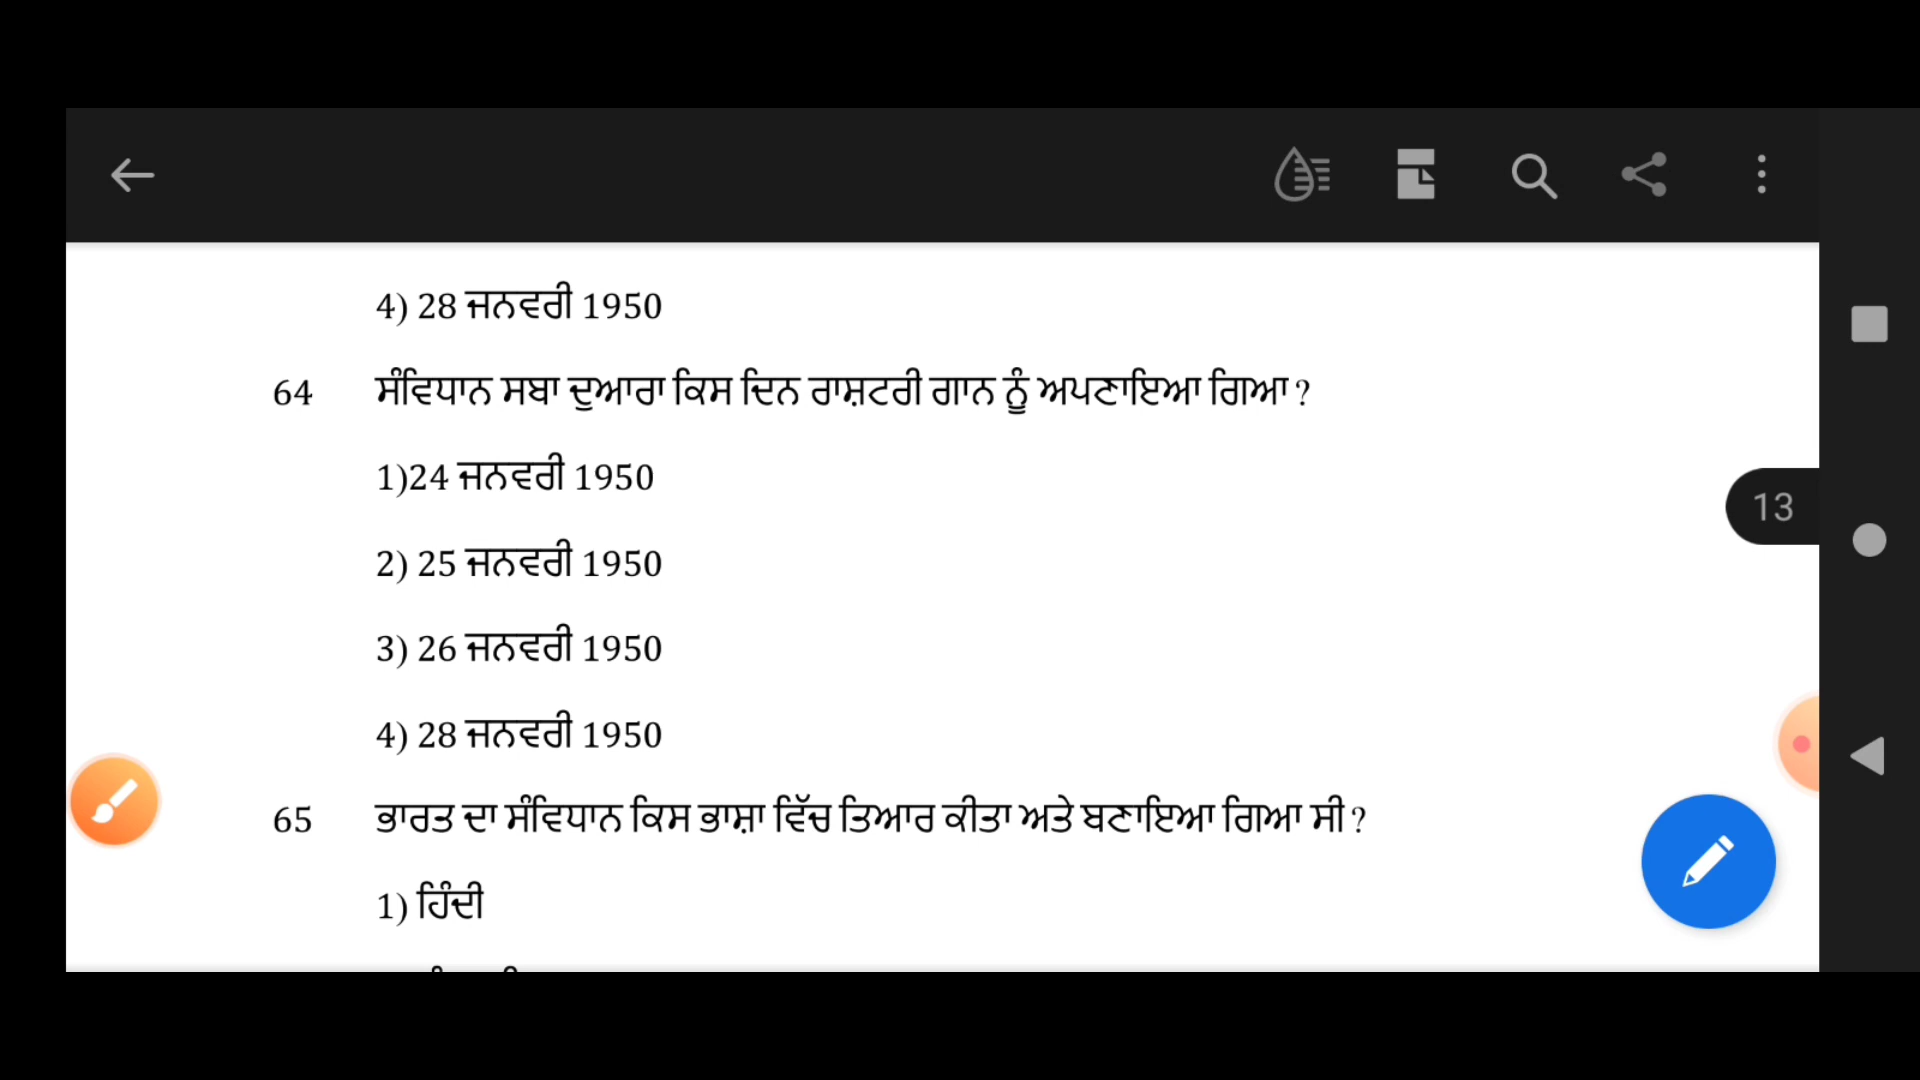 4) 28 ਜਨਵਰੀ 1950
64 ਸੰਵਿਧਾਨ ਸਬਾ ਦੁਆਰਾ ਕਿਸ ਦਿਨ ਰਾਸ਼ਟਰੀ ਗਾਨ ਨੂੰ ਅਪਣਾਇਆ ਗਿਆ ?
1)24 ਜਨਵਰੀ 1950
2) 25 ਜਨਵਰੀ 1950
13
3) 26 ਜਨਵਰੀ 1950
4) 28 ਜਨਵਰੀ 1950
65 ਭਾਰਤ ਦਾ ਸੰਵਿਧਾਨ ਕਿਸ ਭਾਸ਼ਾ ਵਿੱਚ ਤਿਆਰ ਕੀਤਾ ਅਤੇ ਬਣਾਇਆ ਗਿਆ ਸੀ ?
1) ਹਿੰਦੀ